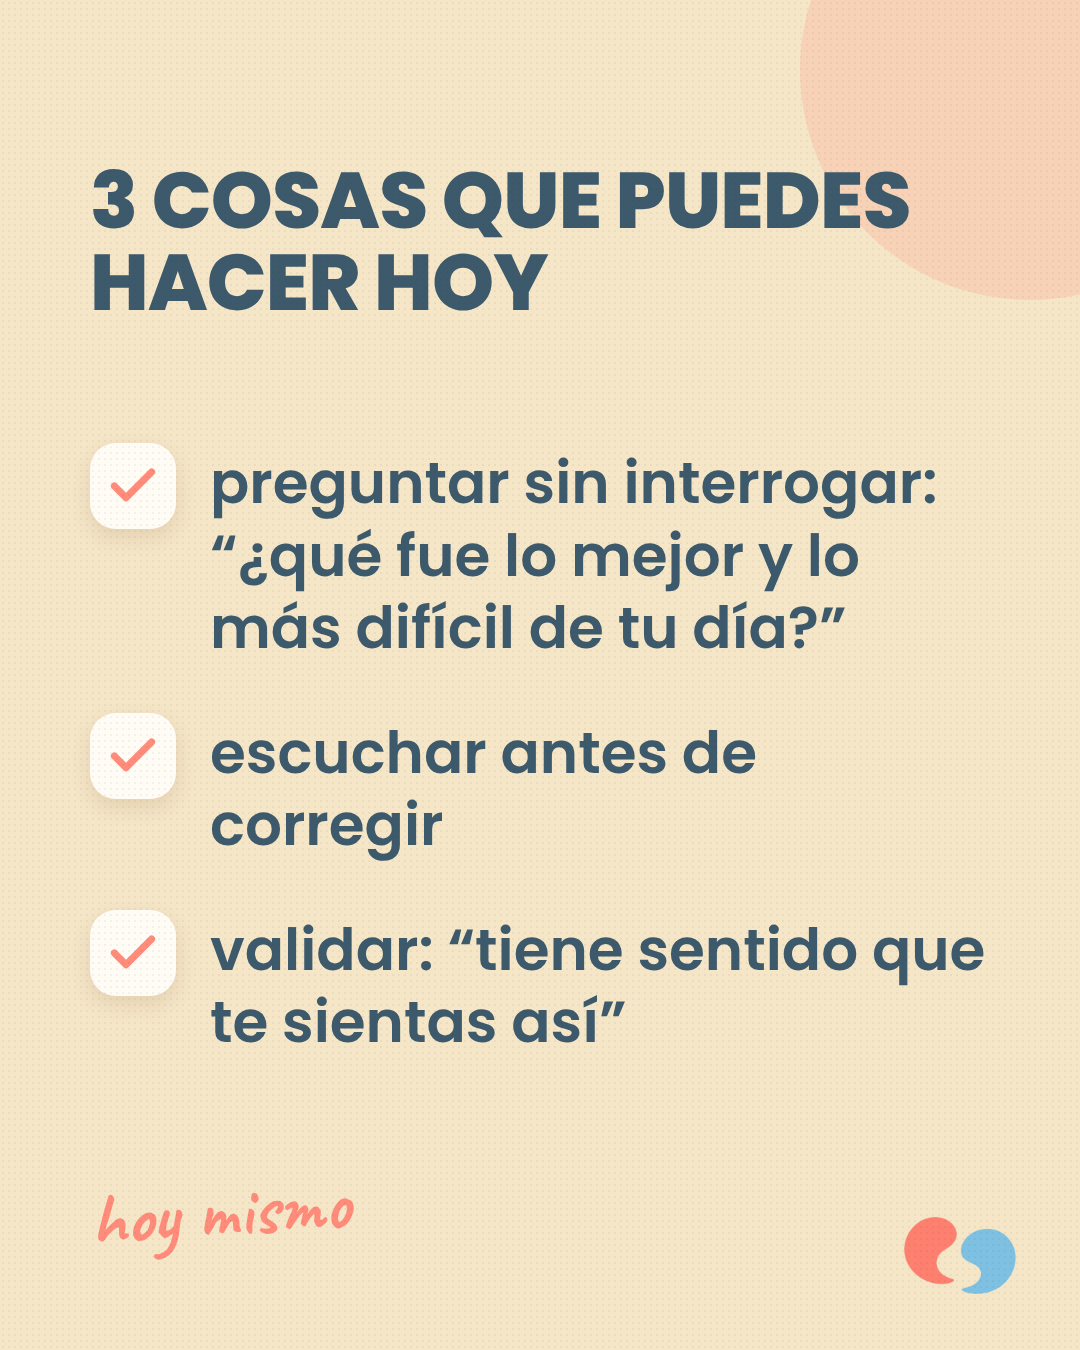 3 COSAS QUE PUEDES
HACER HOY
preguntar sin interrogar:
“¿qué fue lo mejor y lo
más difícil de tu día?”
escuchar antes de
corregir
validar: “tiene sentido que
te sientas así”
hoy mismo